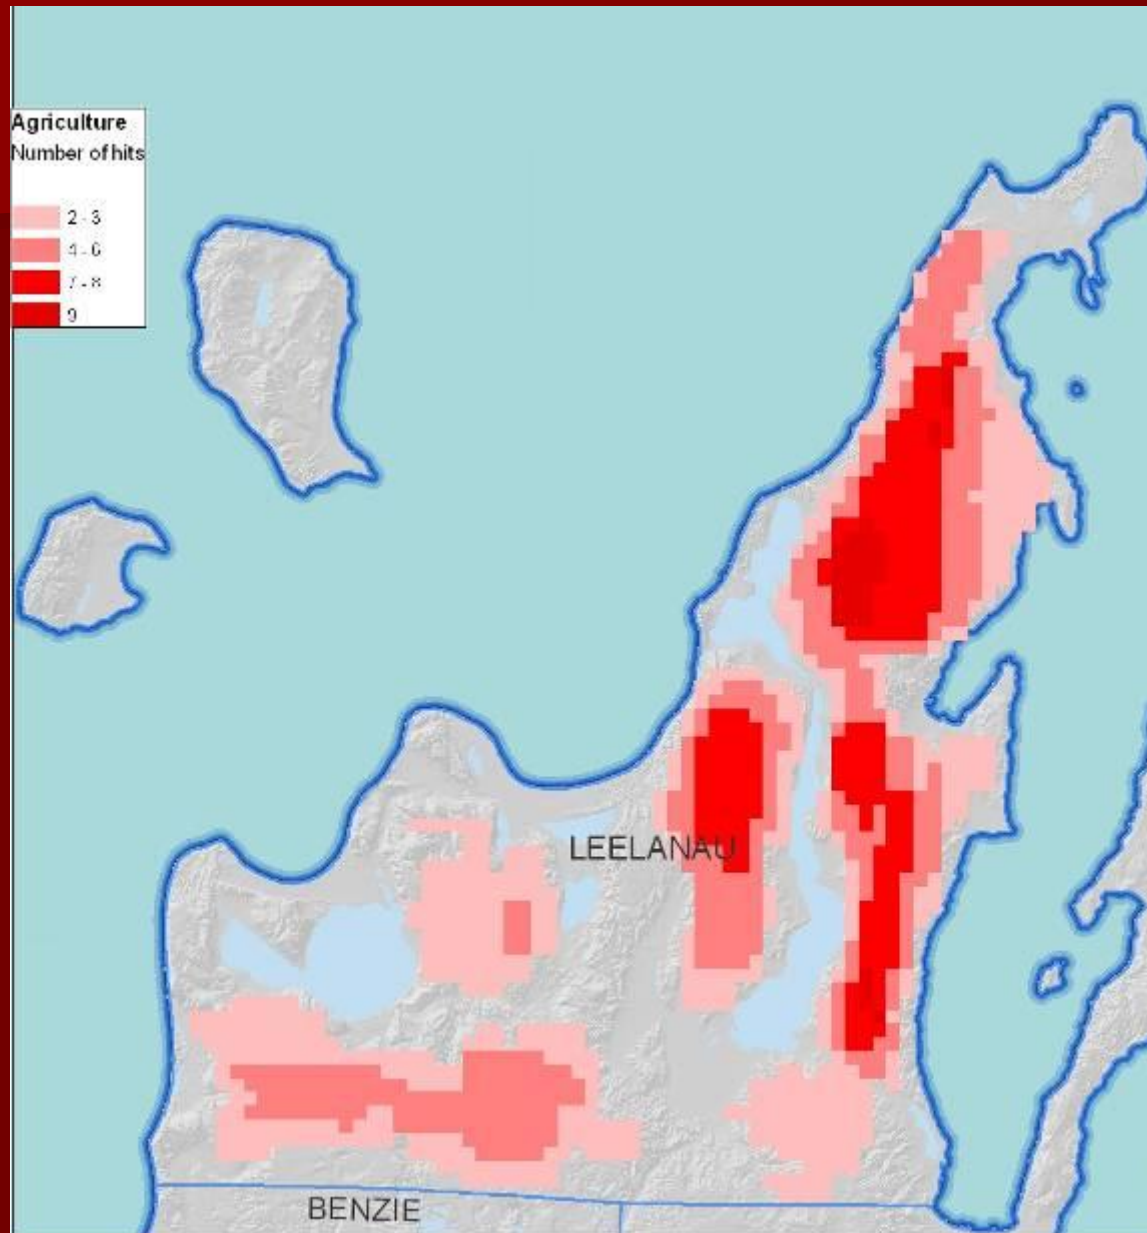 Agriculture
Number of hits
2 - 3
4 - 6
7 - 8
9
LEELANAU
BENZIE